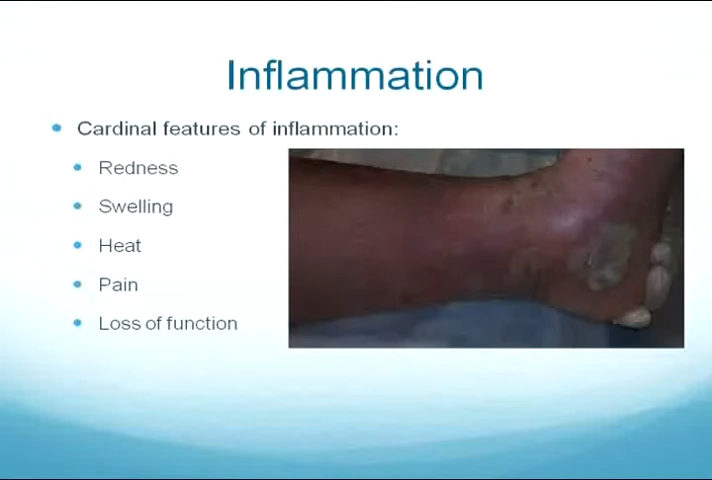 Inflammation
Cardinal features of inflammation:
Redness
Swelling
Heat
Pain
Loss of function